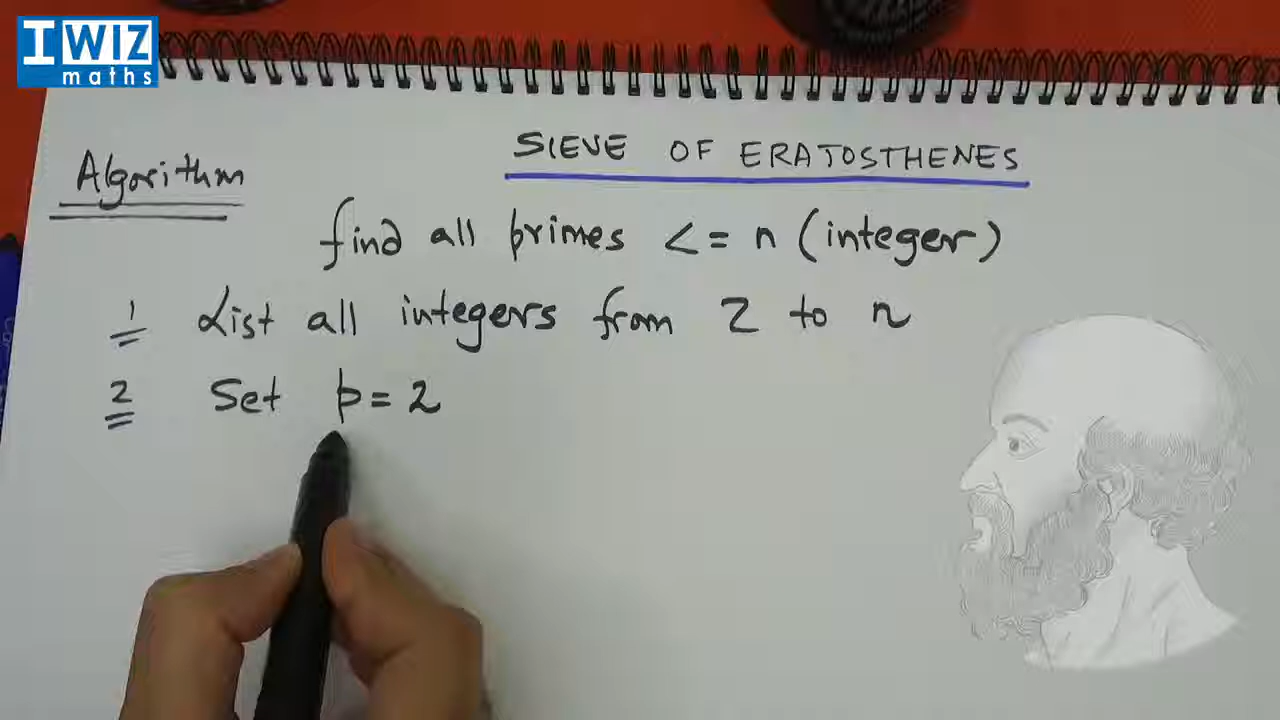 IWIZ
maths
SIEVE OF ERATOSTHENES
Algorithm
find all primes <= n (integer)
1 List all integers from 2 to n
2 Set p = 2